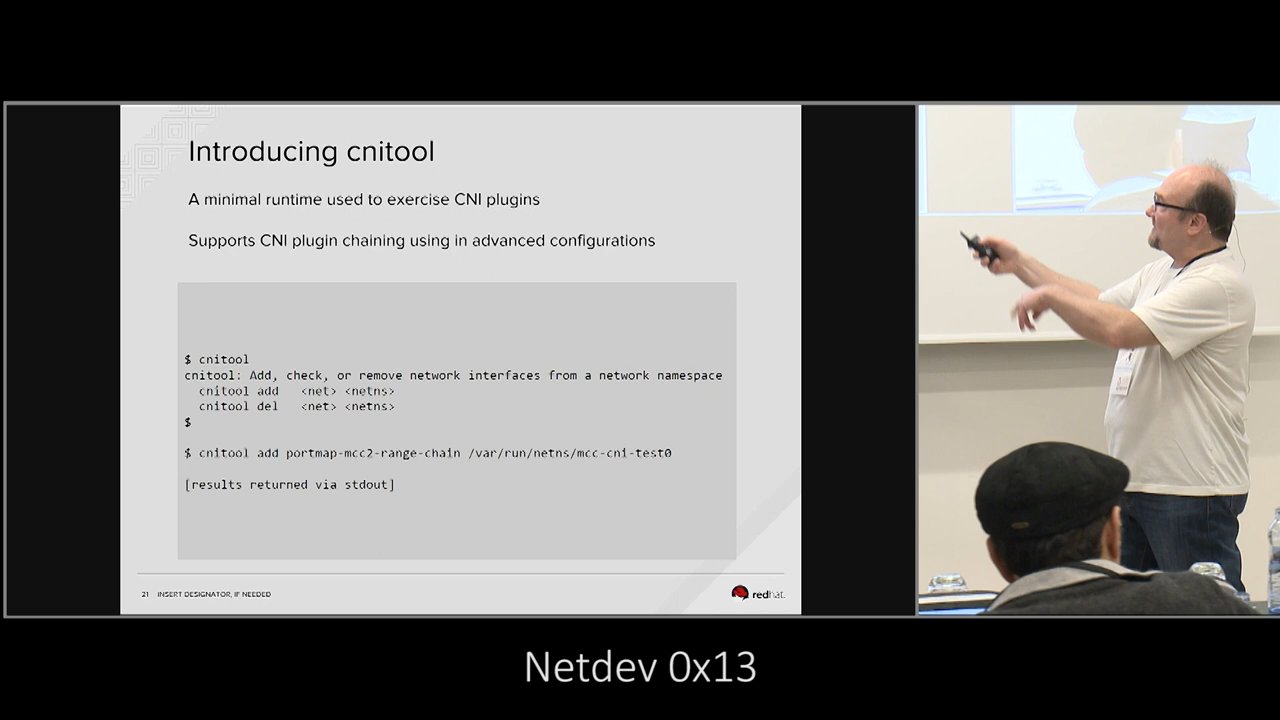 Introducing cnitool
A minimal runtime used to exercise CNI plugins
Supports CNI plugin chaining using in advanced configurations
$ cnitool
cnitool: Add, check, or remove network interfaces from a network namespace
cnitool add <net> <netns>
cnitool del <net> <netns>
$
$ cnitool add portmap-mcc2-range-chain /var/run/netns/mcc-cni-test0
[results returned via stdout]
21 INSERT DESIGNATOR, IF NEEDED
redhat.
Netdev 0x13